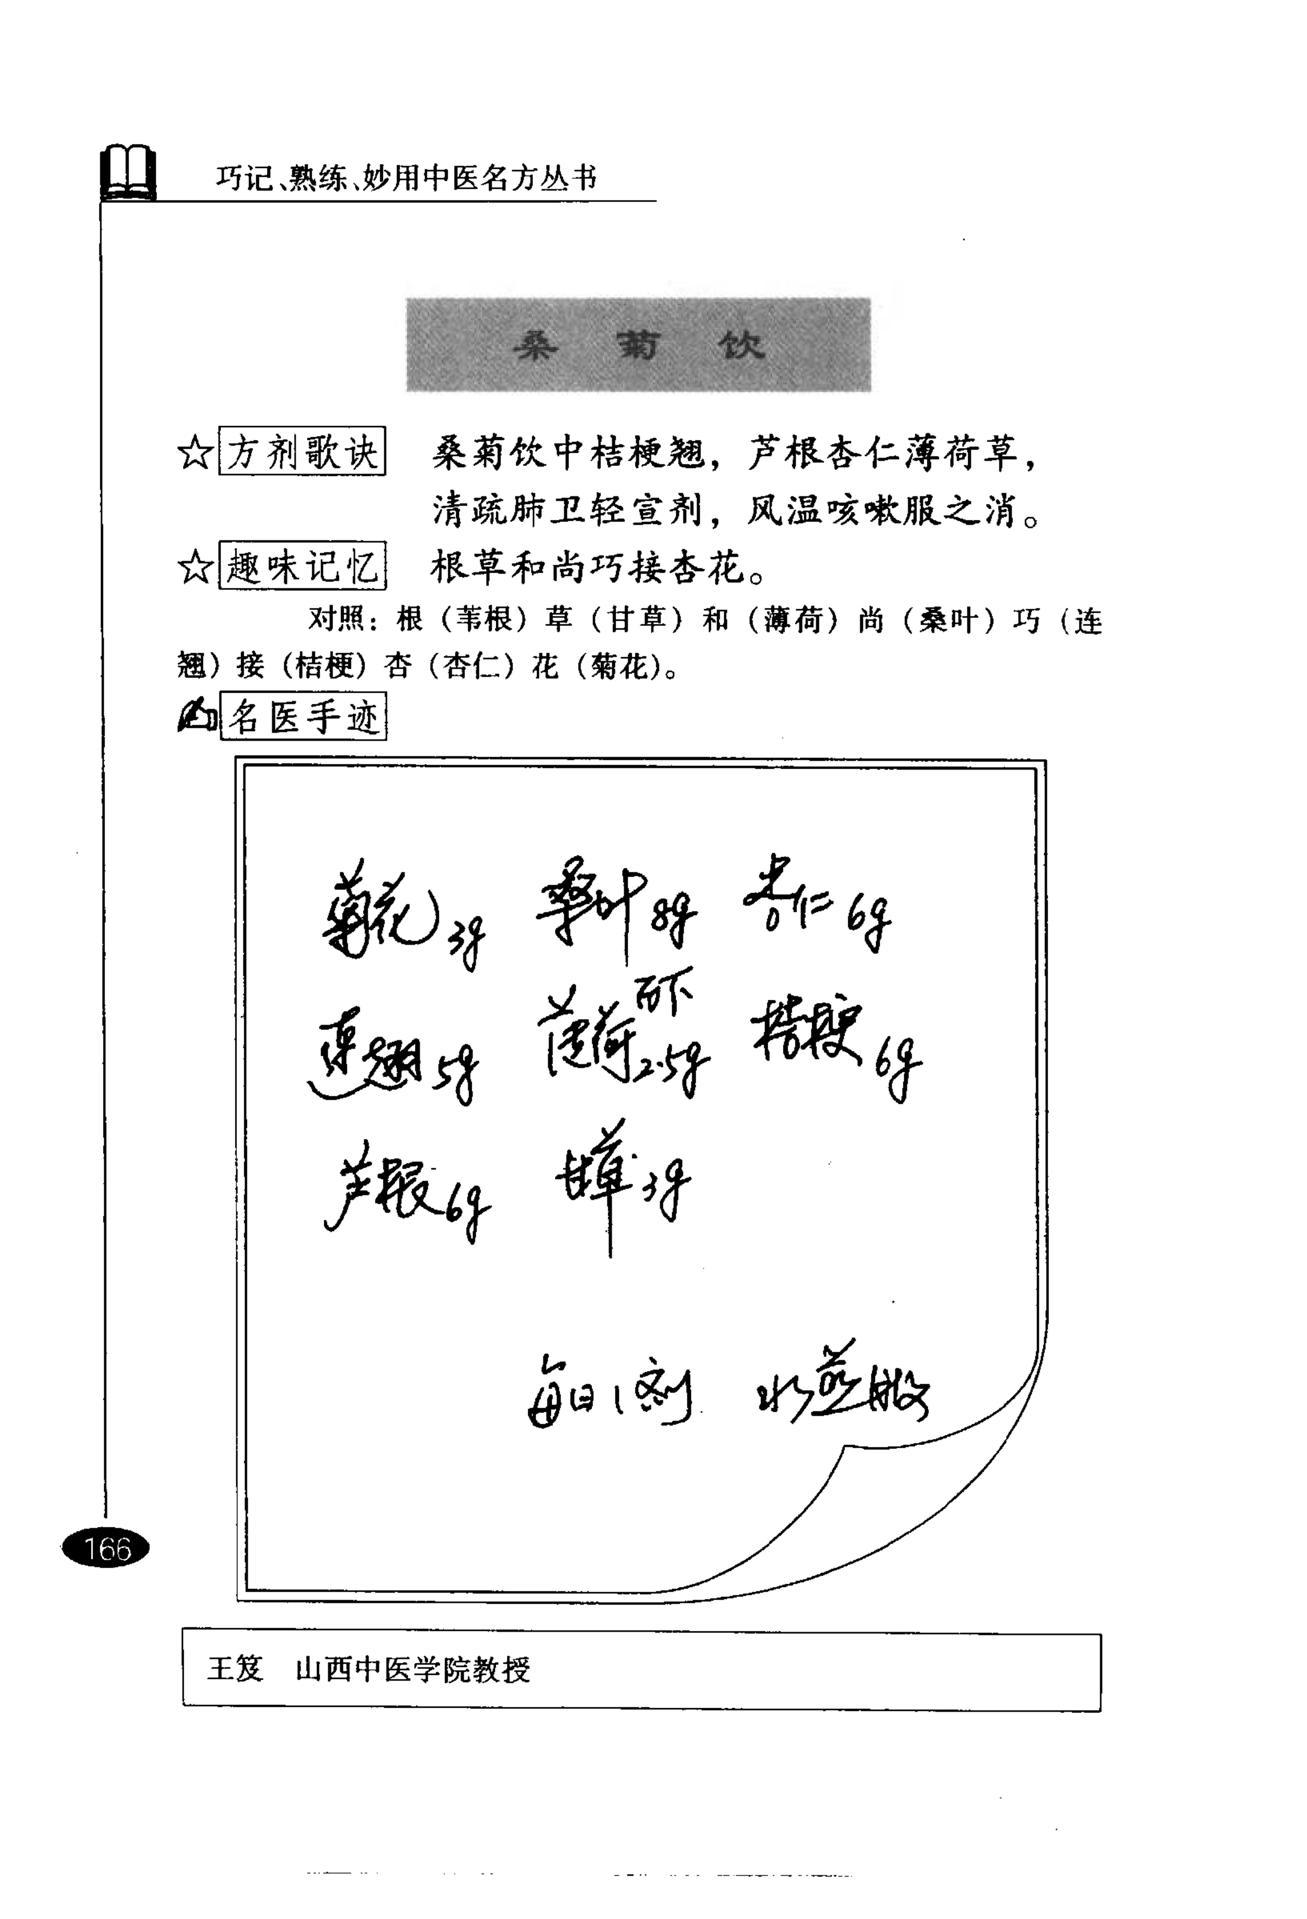 巧记、熟练、妙用中医名方丛书
桑菊饮
☆方剂歌诀 桑菊饮中桔梗翘，芦根杏仁薄荷草，
清疏肺卫轻宣剂，风温咳嗽服之消。
☆趣味记忆 根草和尚巧接杏花。
对照：根（苇根）草（甘草）和（薄荷）尚（桑叶）巧（连
翘）接（桔梗）杏（杏仁）花（菊花）。
名医手迹
菊花3g 桑叶8g 杏仁6g
后下
连翘5g 薄荷2.5g 桔梗6g
芦根6g 甘草3g
每日1剂 水煎服
166
王笈 山西中医学院教授